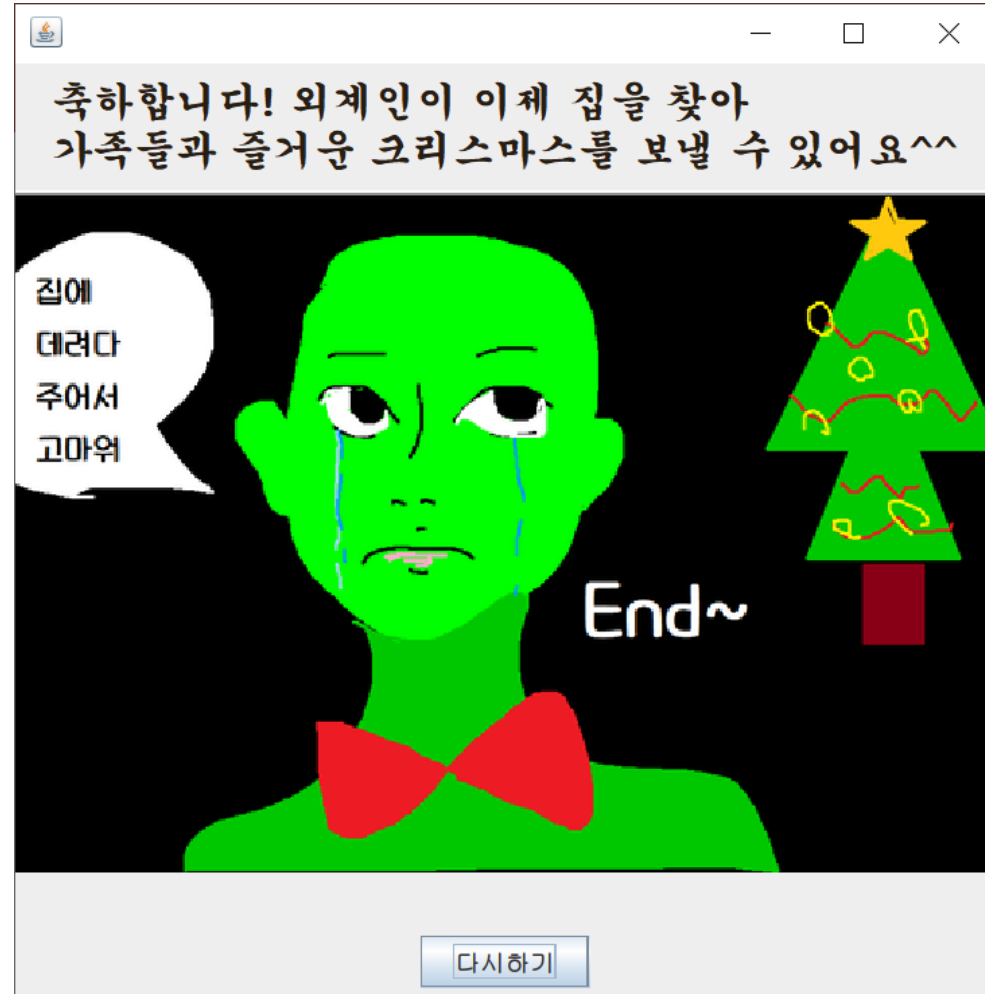 축하합니다! 외계인이 이제 집을 찾아
가족들과 즐거운 크리스마스를 보낼 수 있어요^^
집에
데려다
주어서
고마워
End~
다시하기